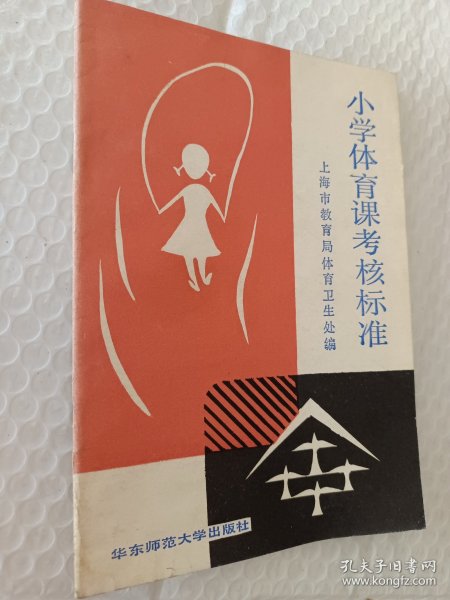 小学体育课考核标准
上海市教育局体育卫生处编
华东师范大学出版社
孔夫子旧书网
www.kongfz.com